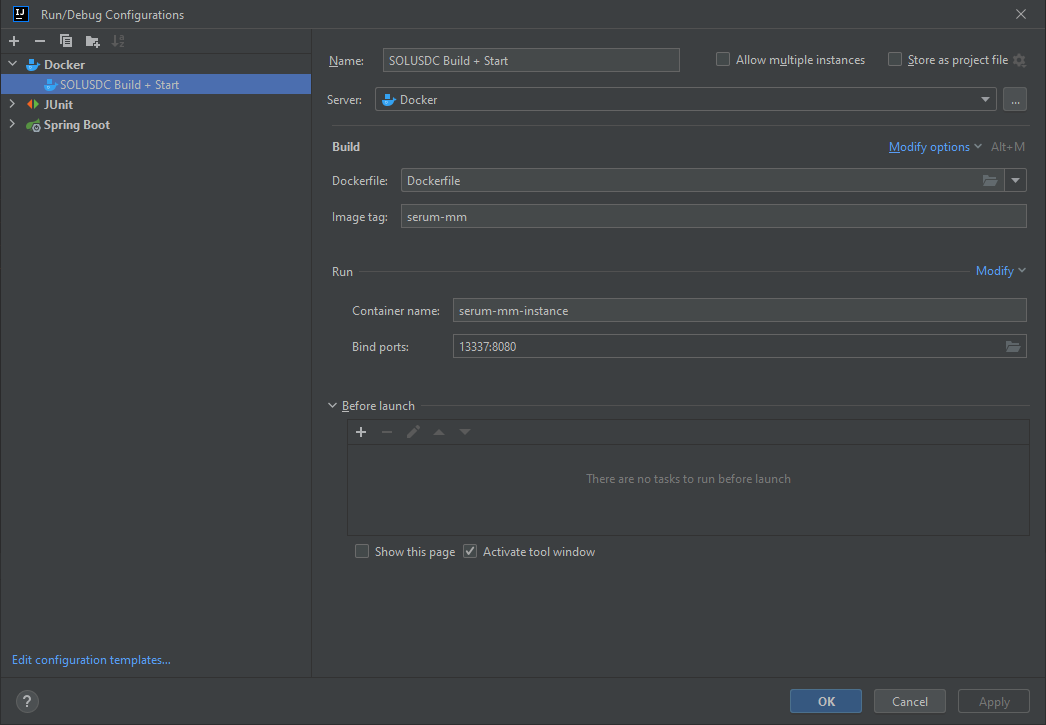 IJ Run/Debug Configurations
Docker
SOLUSDC Build + Start
JUnit
Spring Boot
Edit configuration templates...
Name: SOLUSDC Build + Start Allow multiple instances Store as project file
Server: Docker ...
Build Modify options Alt+M
Dockerfile: Dockerfile
Image tag: serum-mm
Run Modify
Container name: serum-mm-instance
Bind ports: 13337:8080
Before launch
There are no tasks to run before launch
Show this page Activate tool window
? OK Cancel Apply